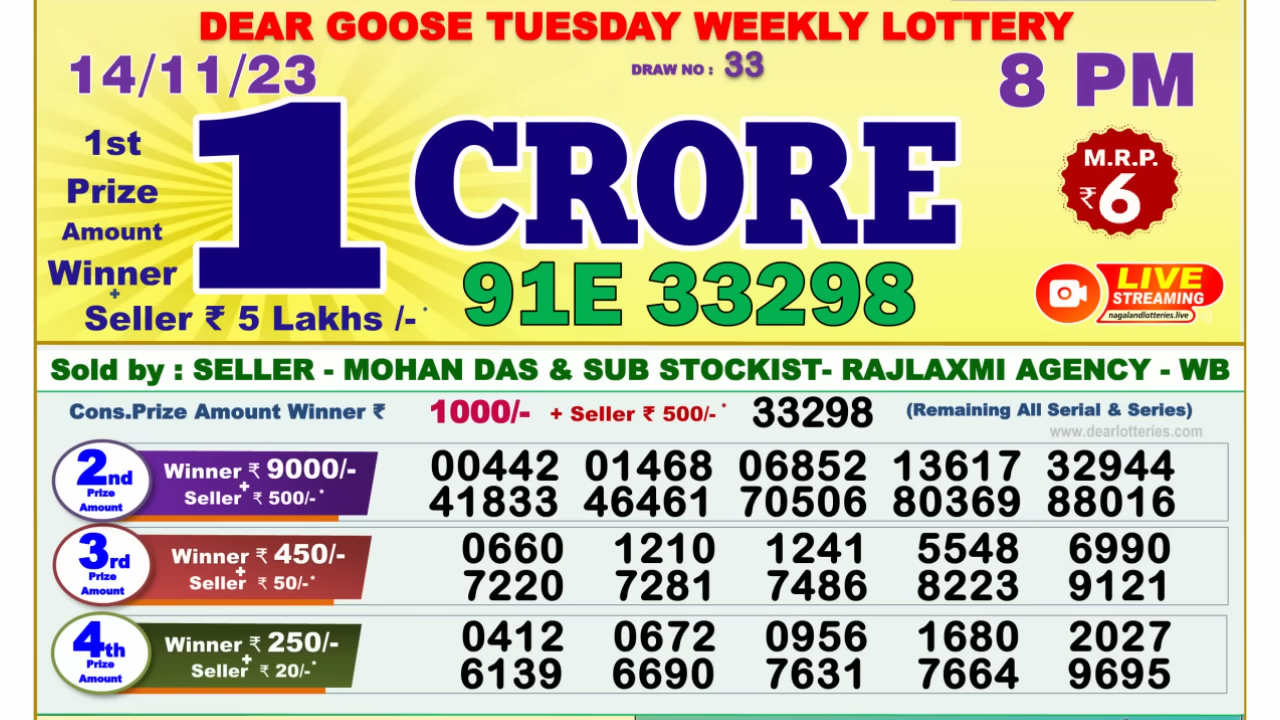 DEAR GOOSE TUESDAY WEEKLY LOTTERY
14/11/23 DRAW NO : 33 8 PM
1st Prize Amount Winner
+
Seller ₹ 5 Lakhs /-*
1 CRORE
91E 33298
M.R.P.
₹6
LIVE
STREAMING
nagalandlotteries.live
Sold by : SELLER - MOHAN DAS & SUB STOCKIST- RAJLAXMI AGENCY - WB
Cons.Prize Amount Winner ₹ 1000/- + Seller ₹ 500/-* 33298 (Remaining All Serial & Series)
www.dearlotteries.com
2nd Prize Amount
Winner ₹ 9000/-
+
Seller ₹ 500/-*
00442 01468 06852 13617 32944
41833 46461 70506 80369 88016
3rd Prize Amount
Winner ₹ 450/-
+
Seller ₹ 50/-*
0660 1210 1241 5548 6990
7220 7281 7486 8223 9121
4th Prize Amount
Winner ₹ 250/-
+
Seller ₹ 20/-*
0412 0672 0956 1680 2027
6139 6690 7631 7664 9695